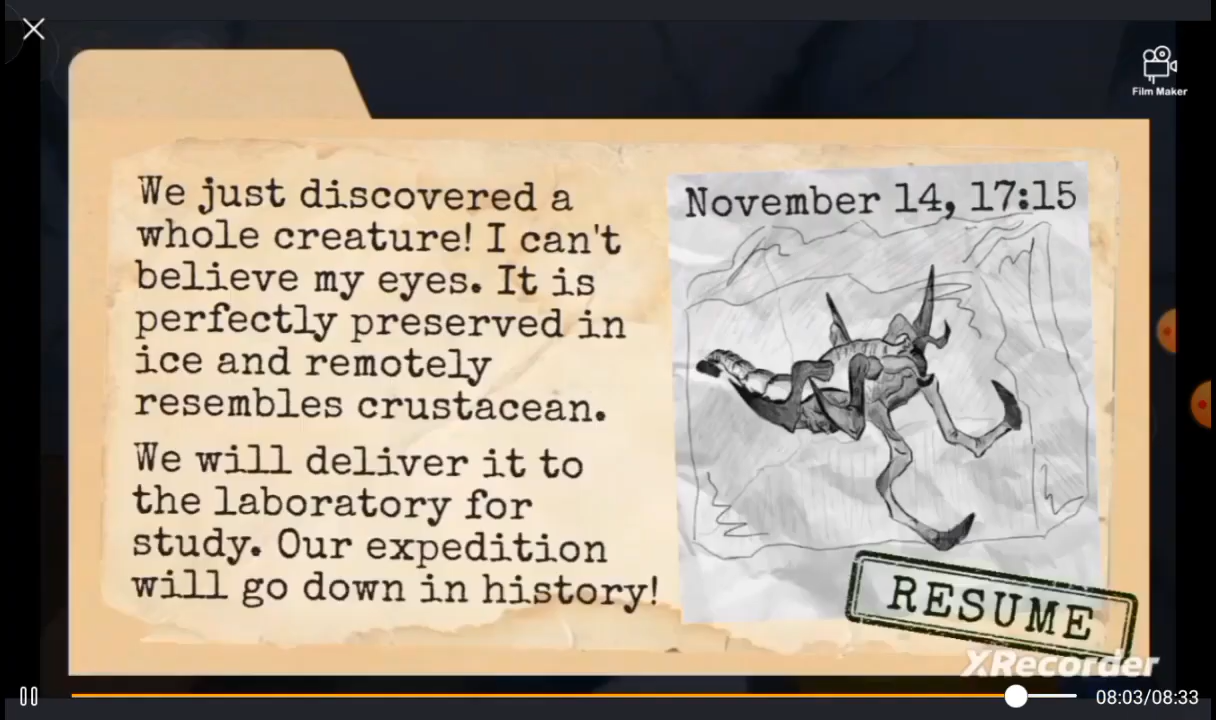 Film Maker
We just discovered a
whole creature! I can't
believe my eyes. It is
perfectly preserved in
ice and remotely
resembles crustacean.
We will deliver it to
the laboratory for
study. Our expedition
will go down in history!
November 14, 17:15
RESUME
XRecorder
08:03/08:33